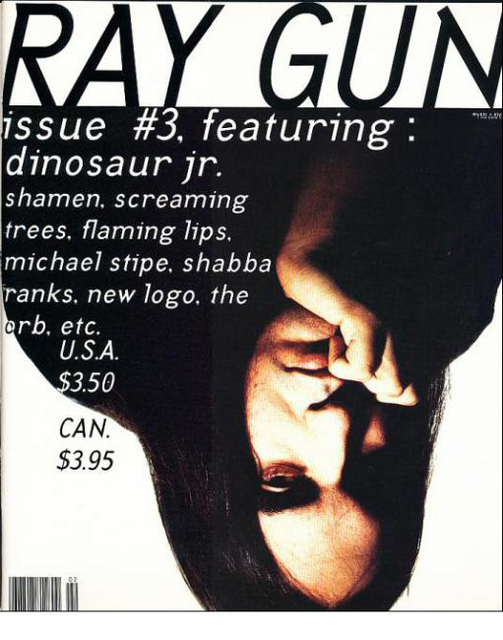 RAY GUN
issue #3, featuring :
dinosaur jr.
shamen, screaming
trees, flaming lips,
michael stipe, shabba
ranks, new logo, the
orb, etc.
U.S.A.
$3.50
CAN.
$3.95